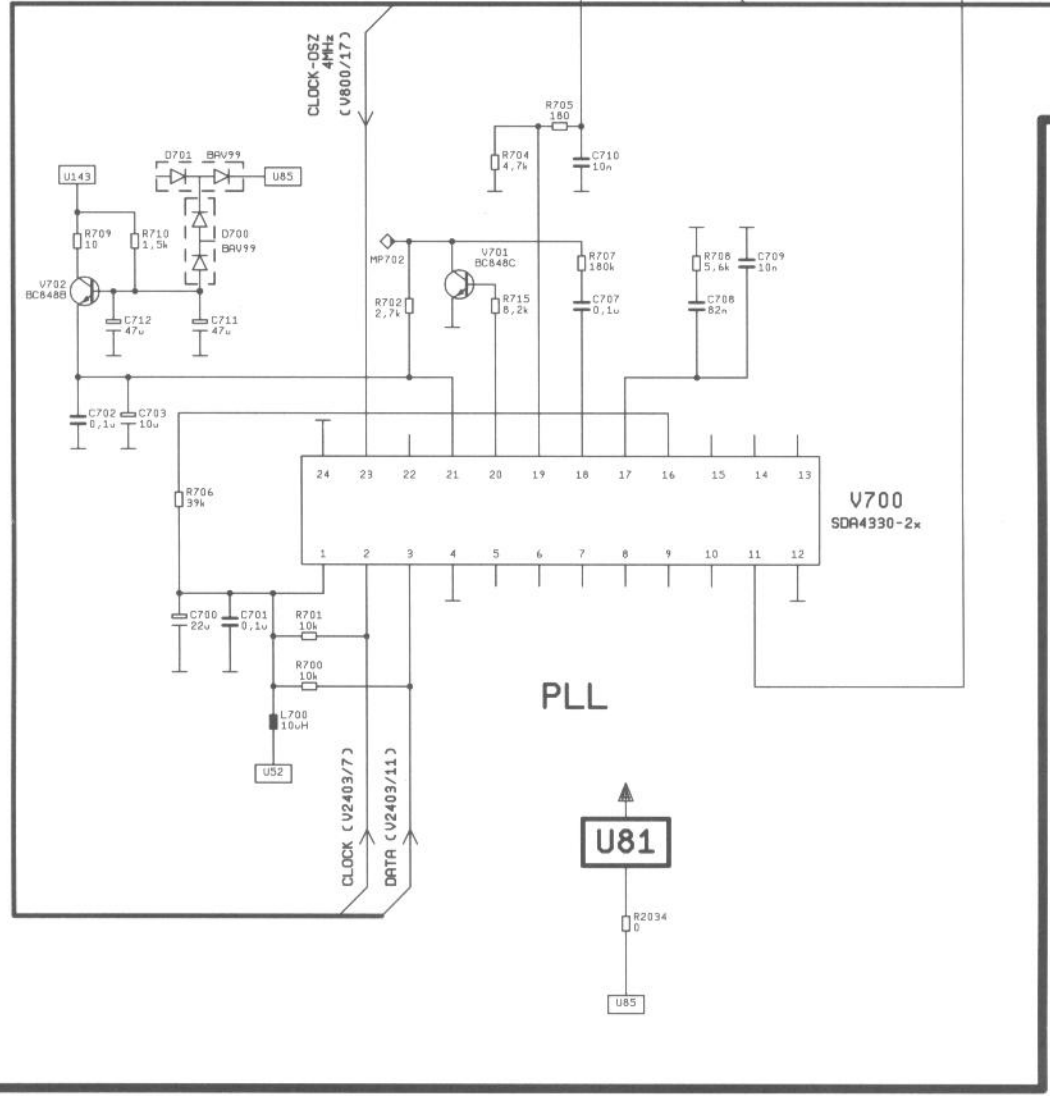 CLOCK-OSZ
4MHz
(V800/17)
R705
180
R704
4,7k
C710
10n
D701 BAV99
U143
U85
R709
10
R710
1,5k
D700
BAV99
V702
BC848B
MP702
V701
BC848C
R707
180k
R708
5,6k
C709
10n
R702
2,7k
R715
8,2k
C707
0,1u
C708
82n
C712
47u
C711
47u
C702
0,1u
C703
10u
24 23 22 21 20 19 18 17 16 15 14 13
R706
39k
V700
SDA4330-2x
1 2 3 4 5 6 7 8 9 10 11 12
C700
22u
C701
0,1u
R701
10k
R700
10k
PLL
L700
10uH
U52
CLOCK (V2403/7)
DATA (V2403/11)
U81
R2034
0
U85